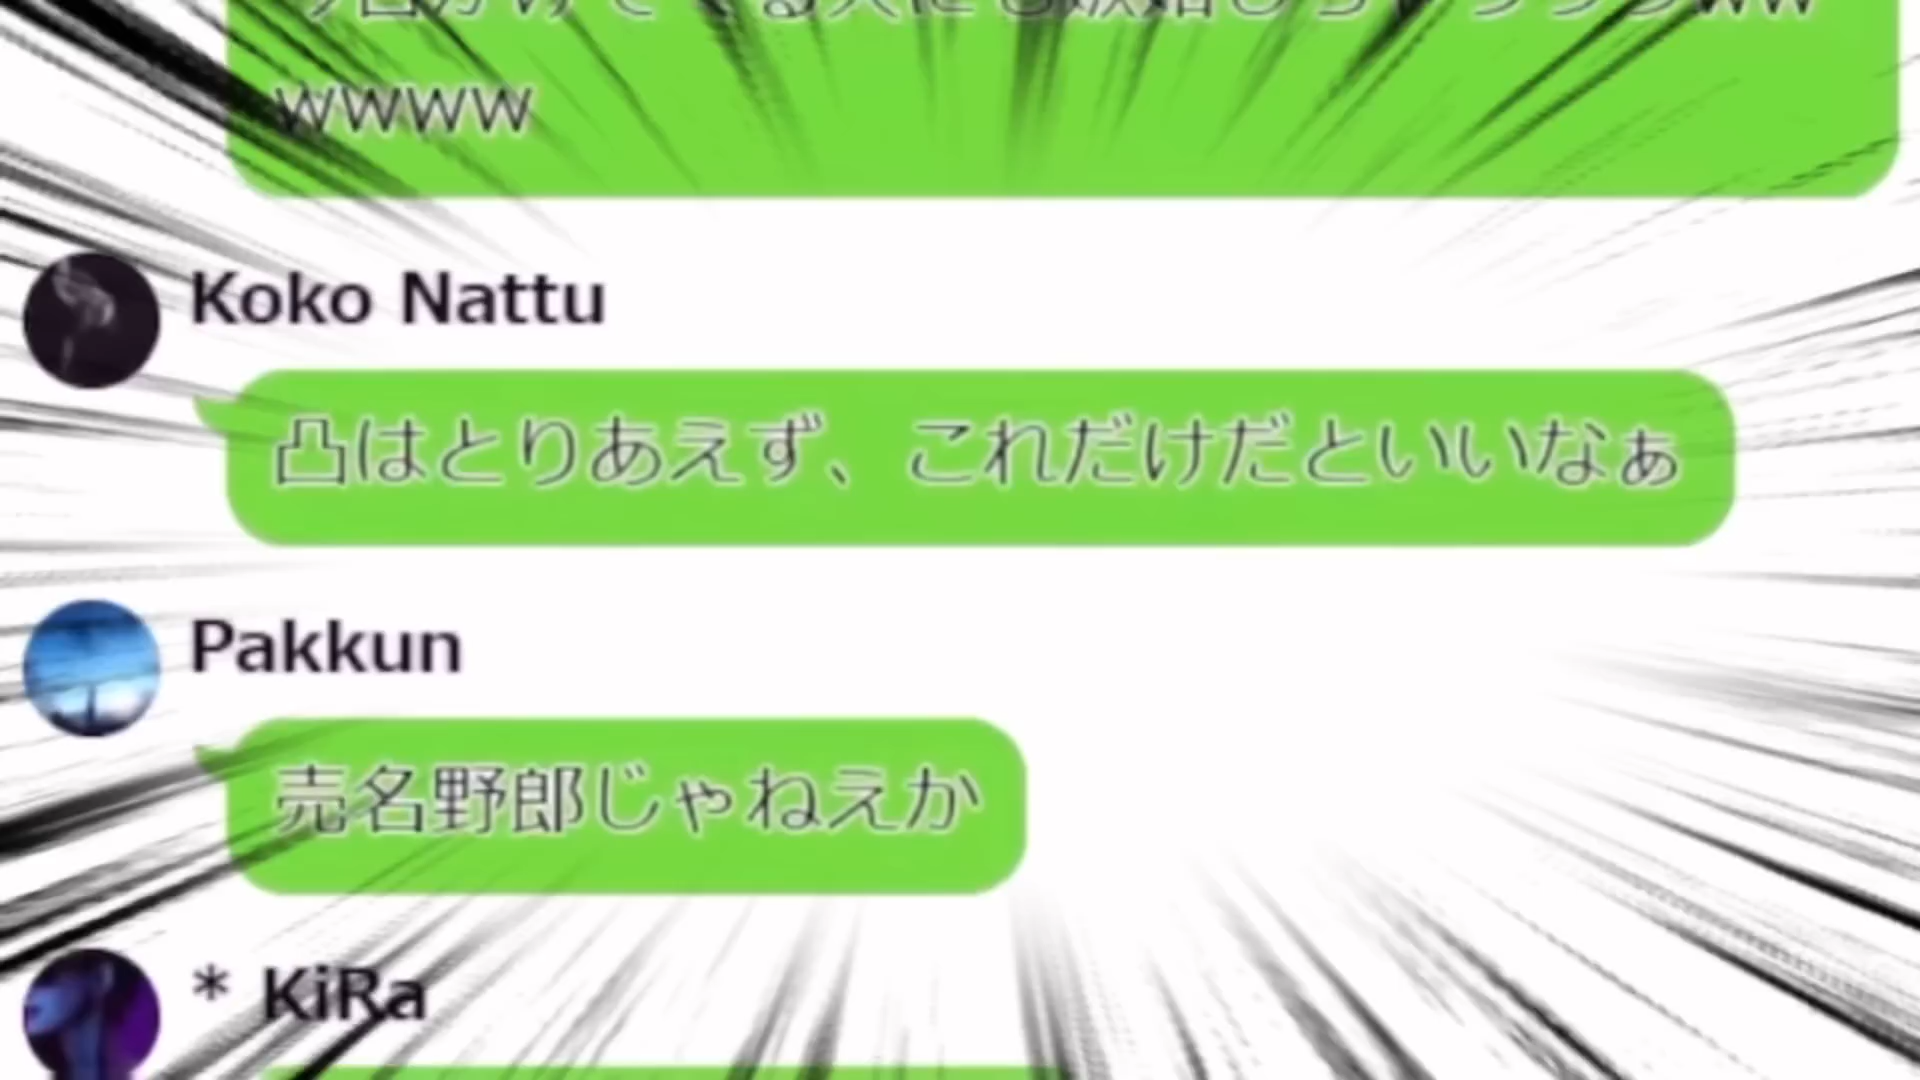 wwww
Koko Nattu
凸はとりあえず、これだけだといいなぁ
Pakkun
売名野郎じゃねえか
* KiRa